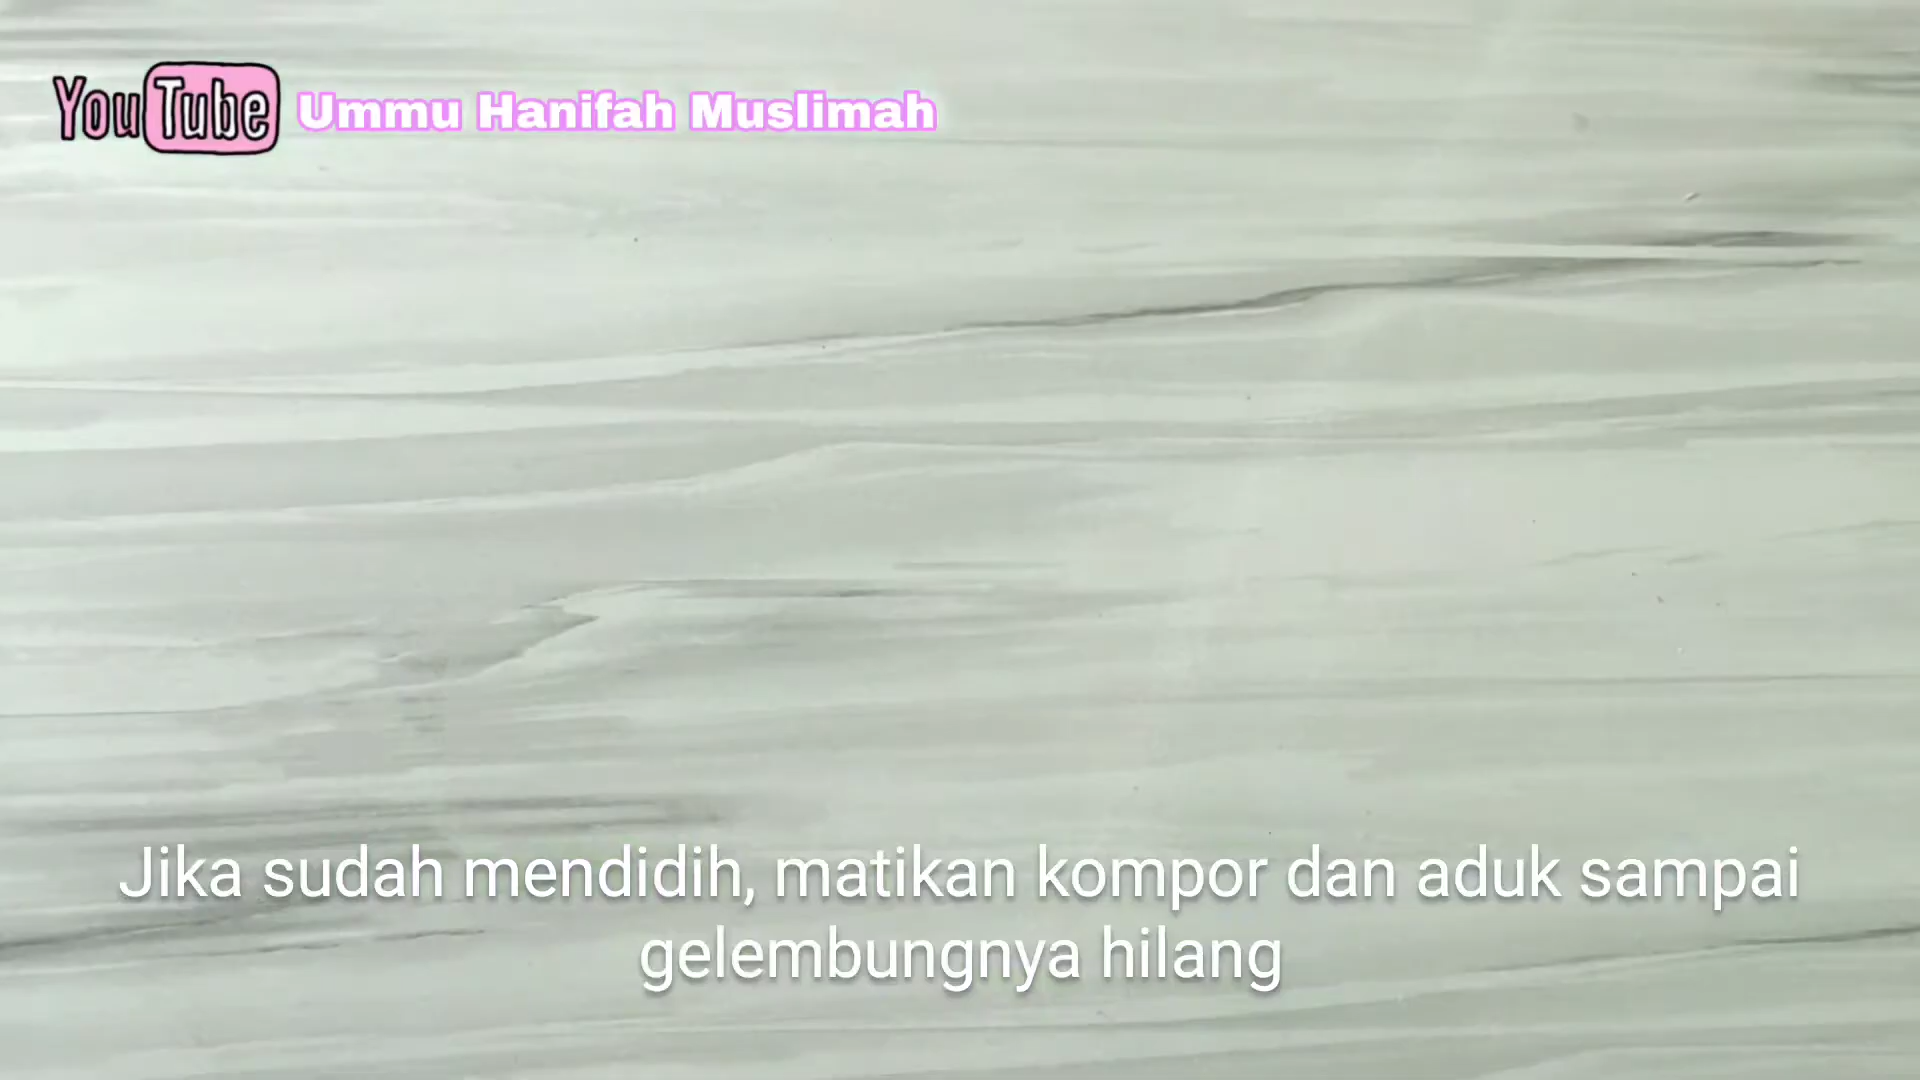 YouTube Ummu Hanifah Muslimah
Jika sudah mendidih, matikan kompor dan aduk sampai
gelembungnya hilang